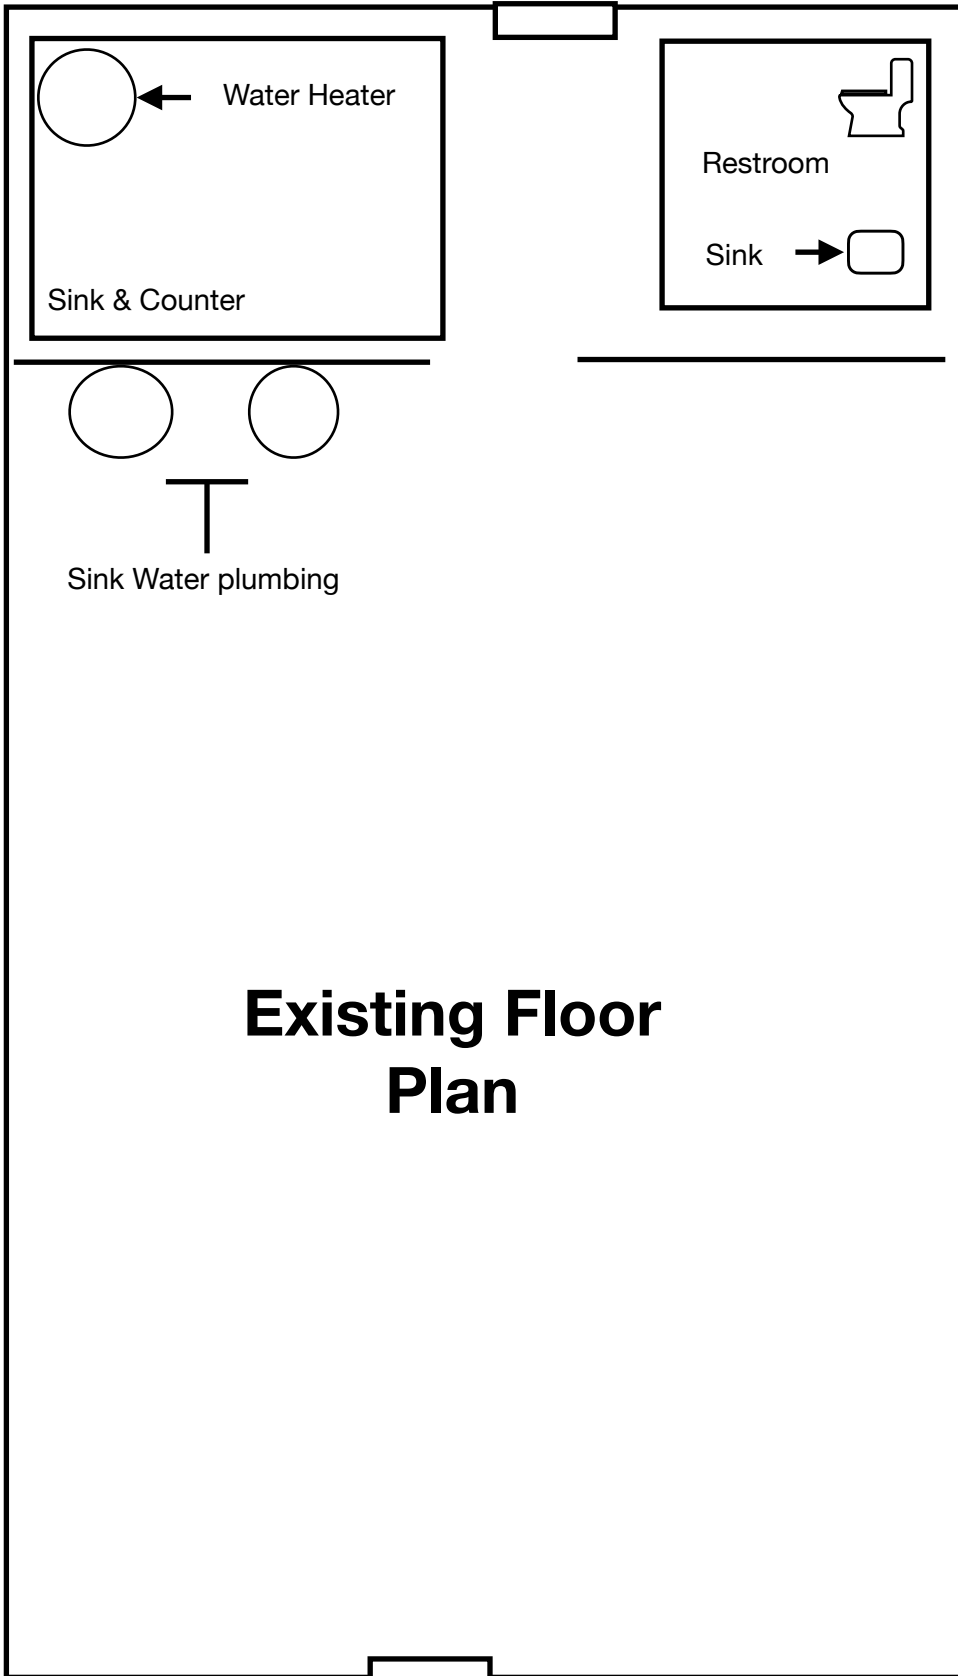 Water Heater
Restroom
Sink
Sink & Counter
Sink Water plumbing
Existing Floor
Plan